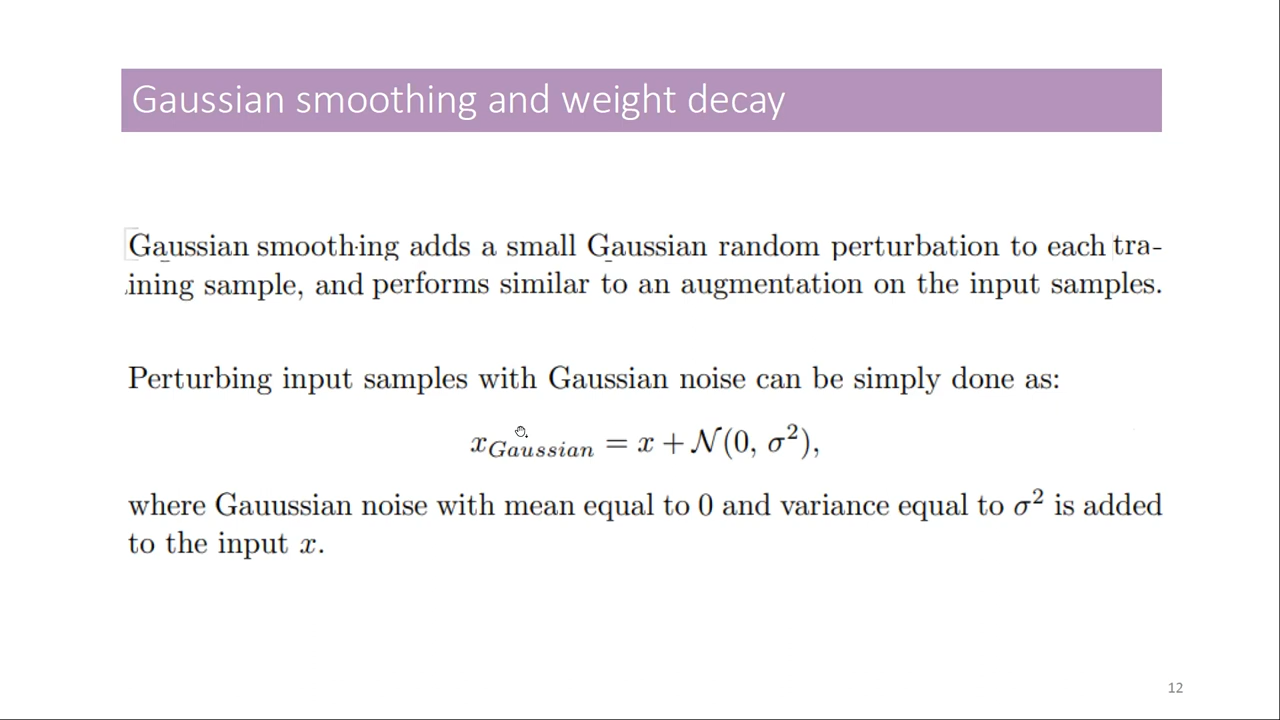 Gaussian smoothing and weight decay
Gaussian smoothing adds a small Gaussian random perturbation to each tra-
ining sample, and performs similar to an augmentation on the input samples.
Perturbing input samples with Gaussian noise can be simply done as:
x_{Gaussian} = x + 𝒩(0, σ²),
where Gauussian noise with mean equal to 0 and variance equal to σ² is added
to the input x.
12